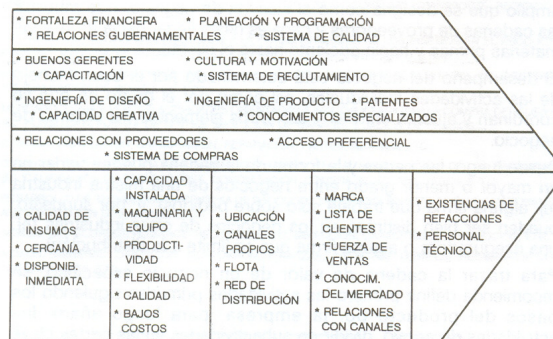 * FORTALEZA FINANCIERA * PLANEACIÓN Y PROGRAMACIÓN
* RELACIONES GUBERNAMENTALES * SISTEMA DE CALIDAD
* BUENOS GERENTES * CULTURA Y MOTIVACIÓN
* CAPACITACIÓN * SISTEMA DE RECLUTAMIENTO
* INGENIERÍA DE DISEÑO * INGENIERÍA DE PRODUCTO * PATENTES
* CAPACIDAD CREATIVA * CONOCIMIENTOS ESPECIALIZADOS
* RELACIONES CON PROVEEDORES * ACCESO PREFERENCIAL
* SISTEMA DE COMPRAS
* CALIDAD DE
INSUMOS
* CERCANÍA
* DISPONIB.
INMEDIATA
* CAPACIDAD
INSTALADA
* MAQUINARIA Y
EQUIPO
* PRODUCTI-
VIDAD
* FLEXIBILIDAD
* CALIDAD
* BAJOS
COSTOS
* UBICACIÓN
* CANALES
PROPIOS
* FLOTA
* RED DE
DISTRIBUCIÓN
* MARCA
* LISTA DE
CLIENTES
* FUERZA DE
VENTAS
* CONOCIM.
DEL MERCADO
* RELACIONES
CON CANALES
* EXISTENCIAS DE
REFACCIONES
* PERSONAL
TÉCNICO